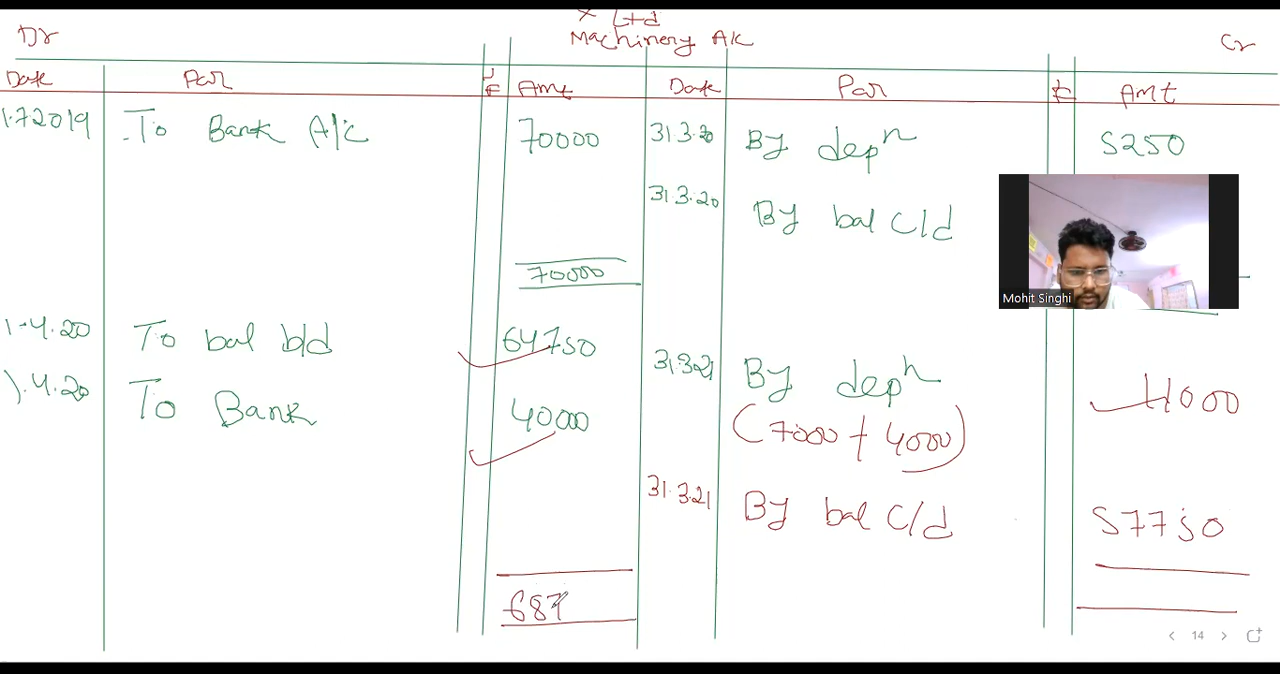 X Ltd
Dr Machinery A/c Cr
Date Par J.F Amt Date Par J.F AMT
1.7.2019 To Bank A/c 70000 31.3.20 By depn 5250
31.3.20 By bal c/d
70000
1.4.20 To bal b/d 64750 31.3.21 By depn 11000
1.4.20 To Bank 4000 (7000 + 4000)
31.3.21 By bal c/d 57750
687
Mohit Singhi
14